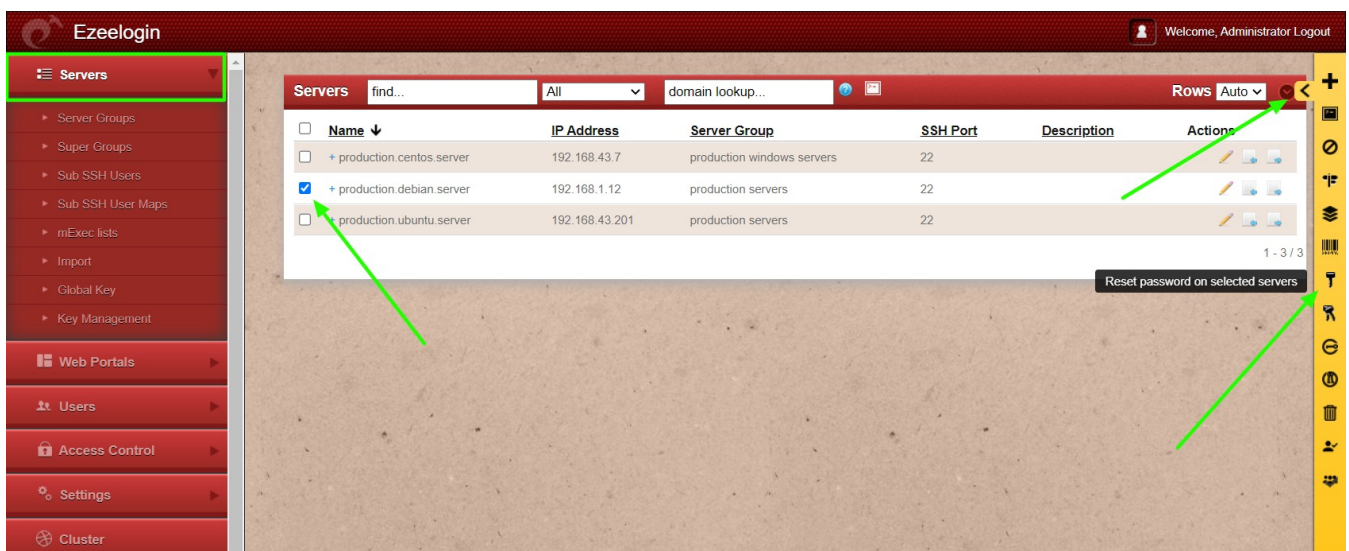 Ezeelogin
Welcome, Administrator Logout
Servers
Server Groups
Super Groups
Sub SSH Users
Sub SSH User Maps
mExec lists
Import
Global Key
Key Management
Web Portals
Users
Access Control
Settings
Cluster
Servers find... All domain lookup... Rows Auto
Name IP Address Server Group SSH Port Description Actions
+ production.centos.server 192.168.43.7 production windows servers 22
+ production.debian.server 192.168.1.12 production servers 22
+ production.ubuntu.server 192.168.43.201 production servers 22
1 - 3 / 3
Reset password on selected servers